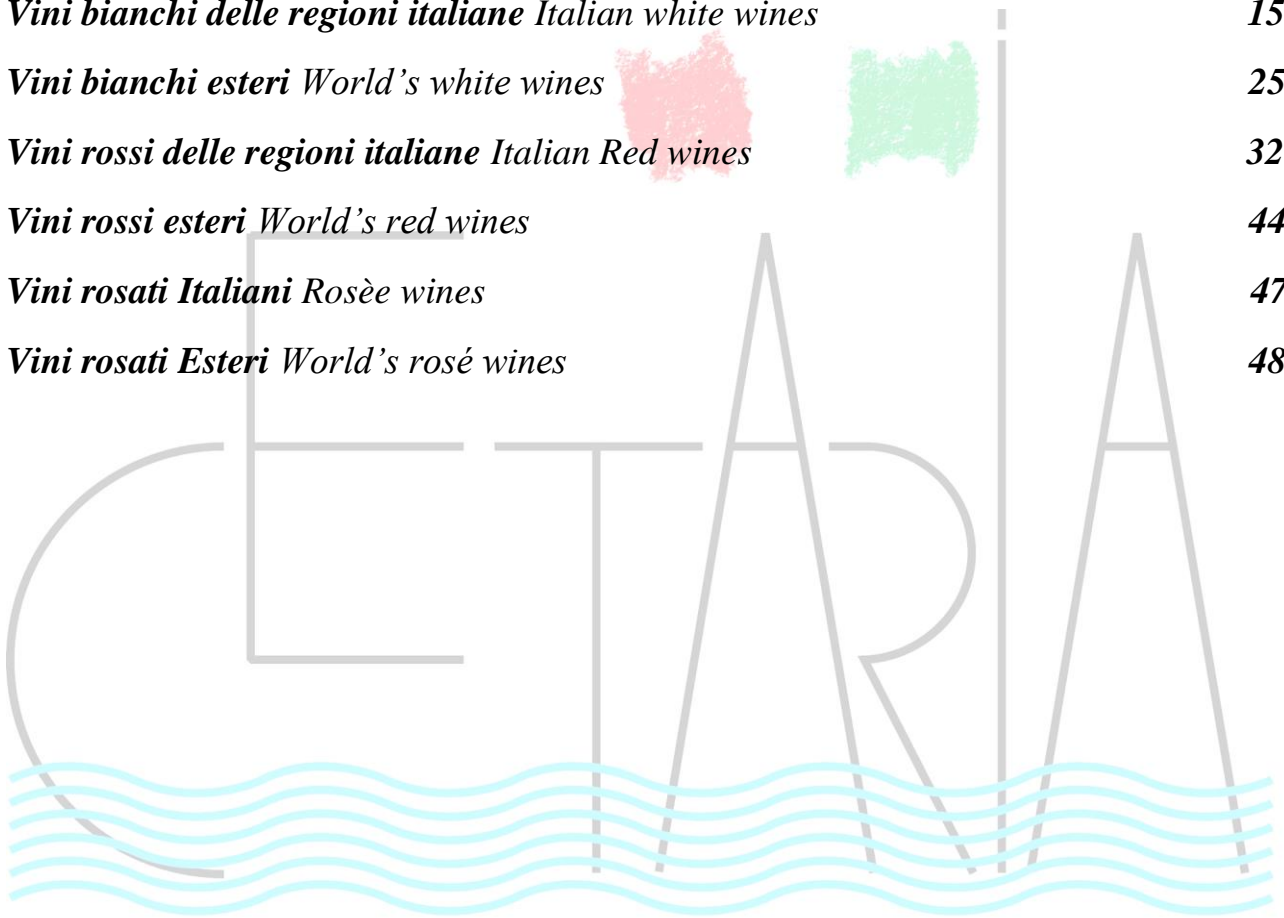 Vini bianchi delle regioni italiane Italian white wines 15
Vini bianchi esteri World's white wines 25
Vini rossi delle regioni italiane Italian Red wines 32
Vini rossi esteri World's red wines 44
Vini rosati Italiani Rosèe wines 47
Vini rosati Esteri World's rosé wines 48
CETARIA